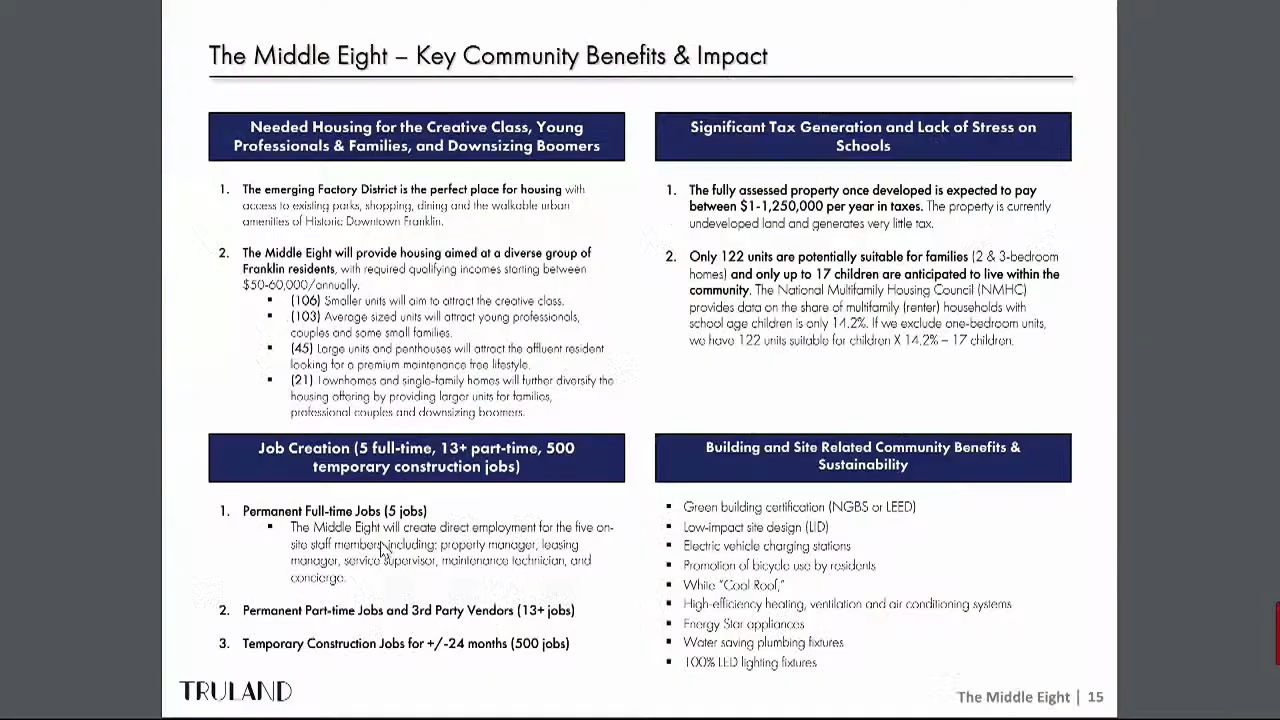 The Middle Eight – Key Community Benefits & Impact
Needed Housing for the Creative Class, Young
Professionals & Families, and Downsizing Boomers
1. The emerging Factory District is the perfect place for housing with
access to existing parks, shopping, dining and the walkable urban
amenities of Historic Downtown Franklin.
2. The Middle Eight will provide housing aimed at a diverse group of
Franklin residents, with required qualifying incomes starting between
$50-60,000/annually.
▪ (106) Smaller units will aim to attract the creative class.
▪ (103) Average sized units will attract young professionals,
couples and some small families.
▪ (45) Large units and penthouses will attract the affluent resident
looking for a premium maintenance free lifestyle.
▪ (21) Townhomes and single-family homes will further diversify the
housing offering by providing larger units for families,
professional couples and downsizing boomers.
Significant Tax Generation and Lack of Stress on
Schools
1. The fully assessed property once developed is expected to pay
between $1-1,250,000 per year in taxes. The property is currently
undeveloped land and generates very little tax.
2. Only 122 units are potentially suitable for families (2 & 3-bedroom
homes) and only up to 17 children are anticipated to live within the
community. The National Multifamily Housing Council (NMHC)
provides data on the share of multifamily (renter) households with
school age children is only 14.2%. If we exclude one-bedroom units,
we have 122 units suitable for children X 14.2% – 17 children.
Job Creation (5 full-time, 13+ part-time, 500
temporary construction jobs)
1. Permanent Full-time Jobs (5 jobs)
▪ The Middle Eight will create direct employment for the five on-
site staff members including: property manager, leasing
manager, service supervisor, maintenance technician, and
concierge.
2. Permanent Part-time Jobs and 3rd Party Vendors (13+ jobs)
3. Temporary Construction Jobs for +/-24 months (500 jobs)
Building and Site Related Community Benefits &
Sustainability
▪ Green building certification (NGBS or LEED)
▪ Low-impact site design (LID)
▪ Electric vehicle charging stations
▪ Promotion of bicycle use by residents
▪ White "Cool Roof,"
▪ High-efficiency heating, ventilation and air conditioning systems
▪ Energy Star appliances
▪ Water saving plumbing fixtures
▪ 100% LED lighting fixtures
TRULAND
The Middle Eight | 15